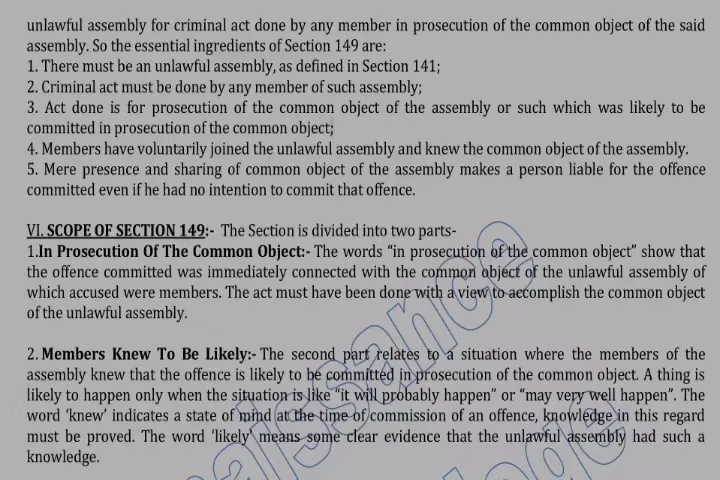 unlawful assembly for criminal act done by any member in prosecution of the common object of the said
assembly. So the essential ingredients of Section 149 are:
1. There must be an unlawful assembly, as defined in Section 141;
2. Criminal act must be done by any member of such assembly;
3. Act done is for prosecution of the common object of the assembly or such which was likely to be
committed in prosecution of the common object;
4. Members have voluntarily joined the unlawful assembly and knew the common object of the assembly.
5. Mere presence and sharing of common object of the assembly makes a person liable for the offence
committed even if he had no intention to commit that offence.
VI. SCOPE OF SECTION 149:- The Section is divided into two parts-
1.In Prosecution Of The Common Object:- The words “in prosecution of the common object” show that
the offence committed was immediately connected with the common object of the unlawful assembly of
which accused were members. The act must have been done with a view to accomplish the common object
of the unlawful assembly.
2. Members Knew To Be Likely:- The second part relates to a situation where the members of the
assembly knew that the offence is likely to be committed in prosecution of the common object. A thing is
likely to happen only when the situation is like “it will probably happen” or “may very well happen”. The
word ‘knew’ indicates a state of mind at the time of commission of an offence, knowledge in this regard
must be proved. The word ‘likely’ means some clear evidence that the unlawful assembly had such a
knowledge.